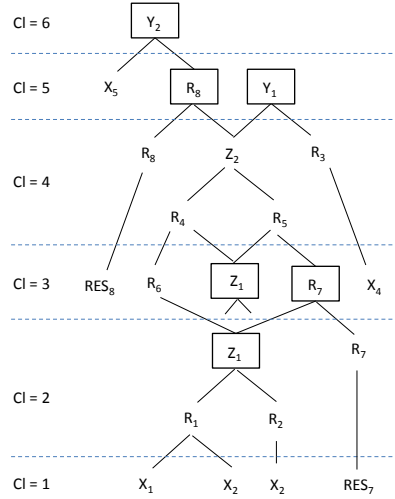 Cl = 6 Y₂
Cl = 5 X₅ R₈ Y₁
R₈ Z₂ R₃
Cl = 4
R₄ R₅
Cl = 3 RES₈ R₆ Z₁ R₇ X₄
Z₁ R₇
Cl = 2
R₁ R₂
Cl = 1 X₁ X₂ X₂ RES₇